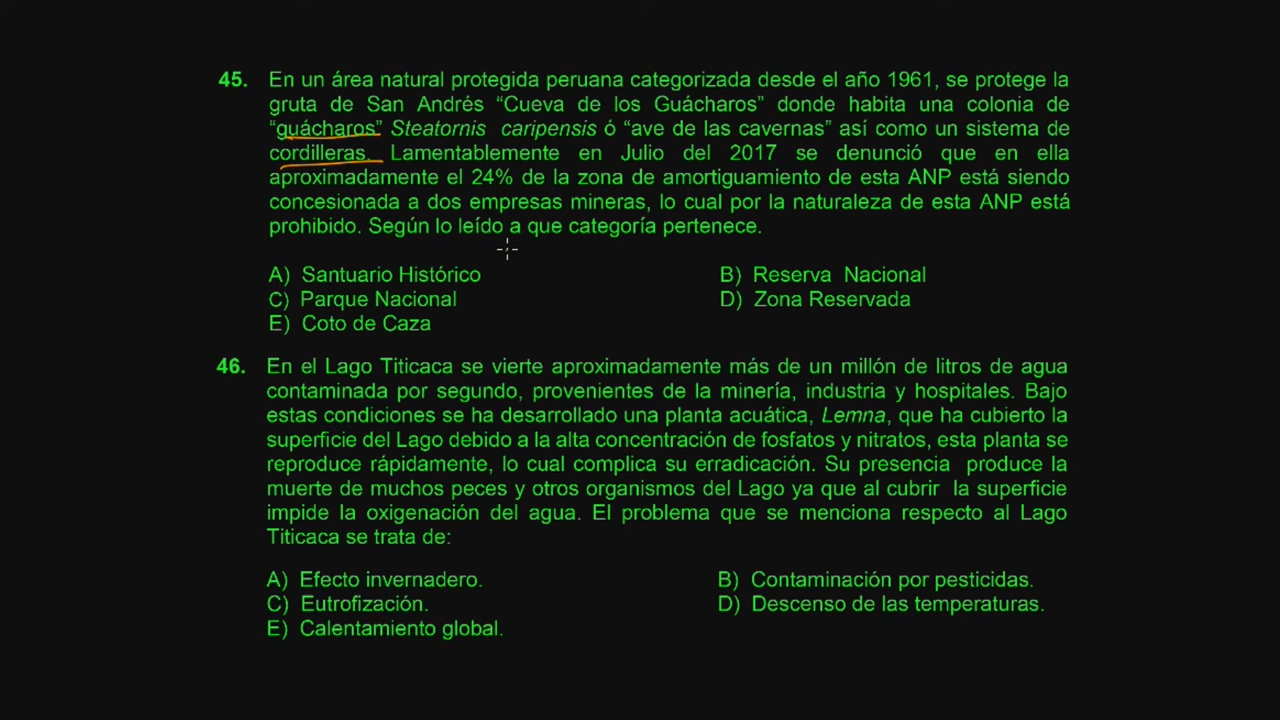 45. En un área natural protegida peruana categorizada desde el año 1961, se protege la
gruta de San Andrés “Cueva de los Guácharos” donde habita una colonia de
“guácharos” Steatornis caripensis ó “ave de las cavernas” así como un sistema de
cordilleras. Lamentablemente en Julio del 2017 se denunció que en ella
aproximadamente el 24% de la zona de amortiguamiento de esta ANP está siendo
concesionada a dos empresas mineras, lo cual por la naturaleza de esta ANP está
prohibido. Según lo leído a que categoría pertenece.
A) Santuario Histórico B) Reserva Nacional
C) Parque Nacional D) Zona Reservada
E) Coto de Caza
46. En el Lago Titicaca se vierte aproximadamente más de un millón de litros de agua
contaminada por segundo, provenientes de la minería, industria y hospitales. Bajo
estas condiciones se ha desarrollado una planta acuática, Lemna, que ha cubierto la
superficie del Lago debido a la alta concentración de fosfatos y nitratos, esta planta se
reproduce rápidamente, lo cual complica su erradicación. Su presencia produce la
muerte de muchos peces y otros organismos del Lago ya que al cubrir la superficie
impide la oxigenación del agua. El problema que se menciona respecto al Lago
Titicaca se trata de:
A) Efecto invernadero. B) Contaminación por pesticidas.
C) Eutrofización. D) Descenso de las temperaturas.
E) Calentamiento global.